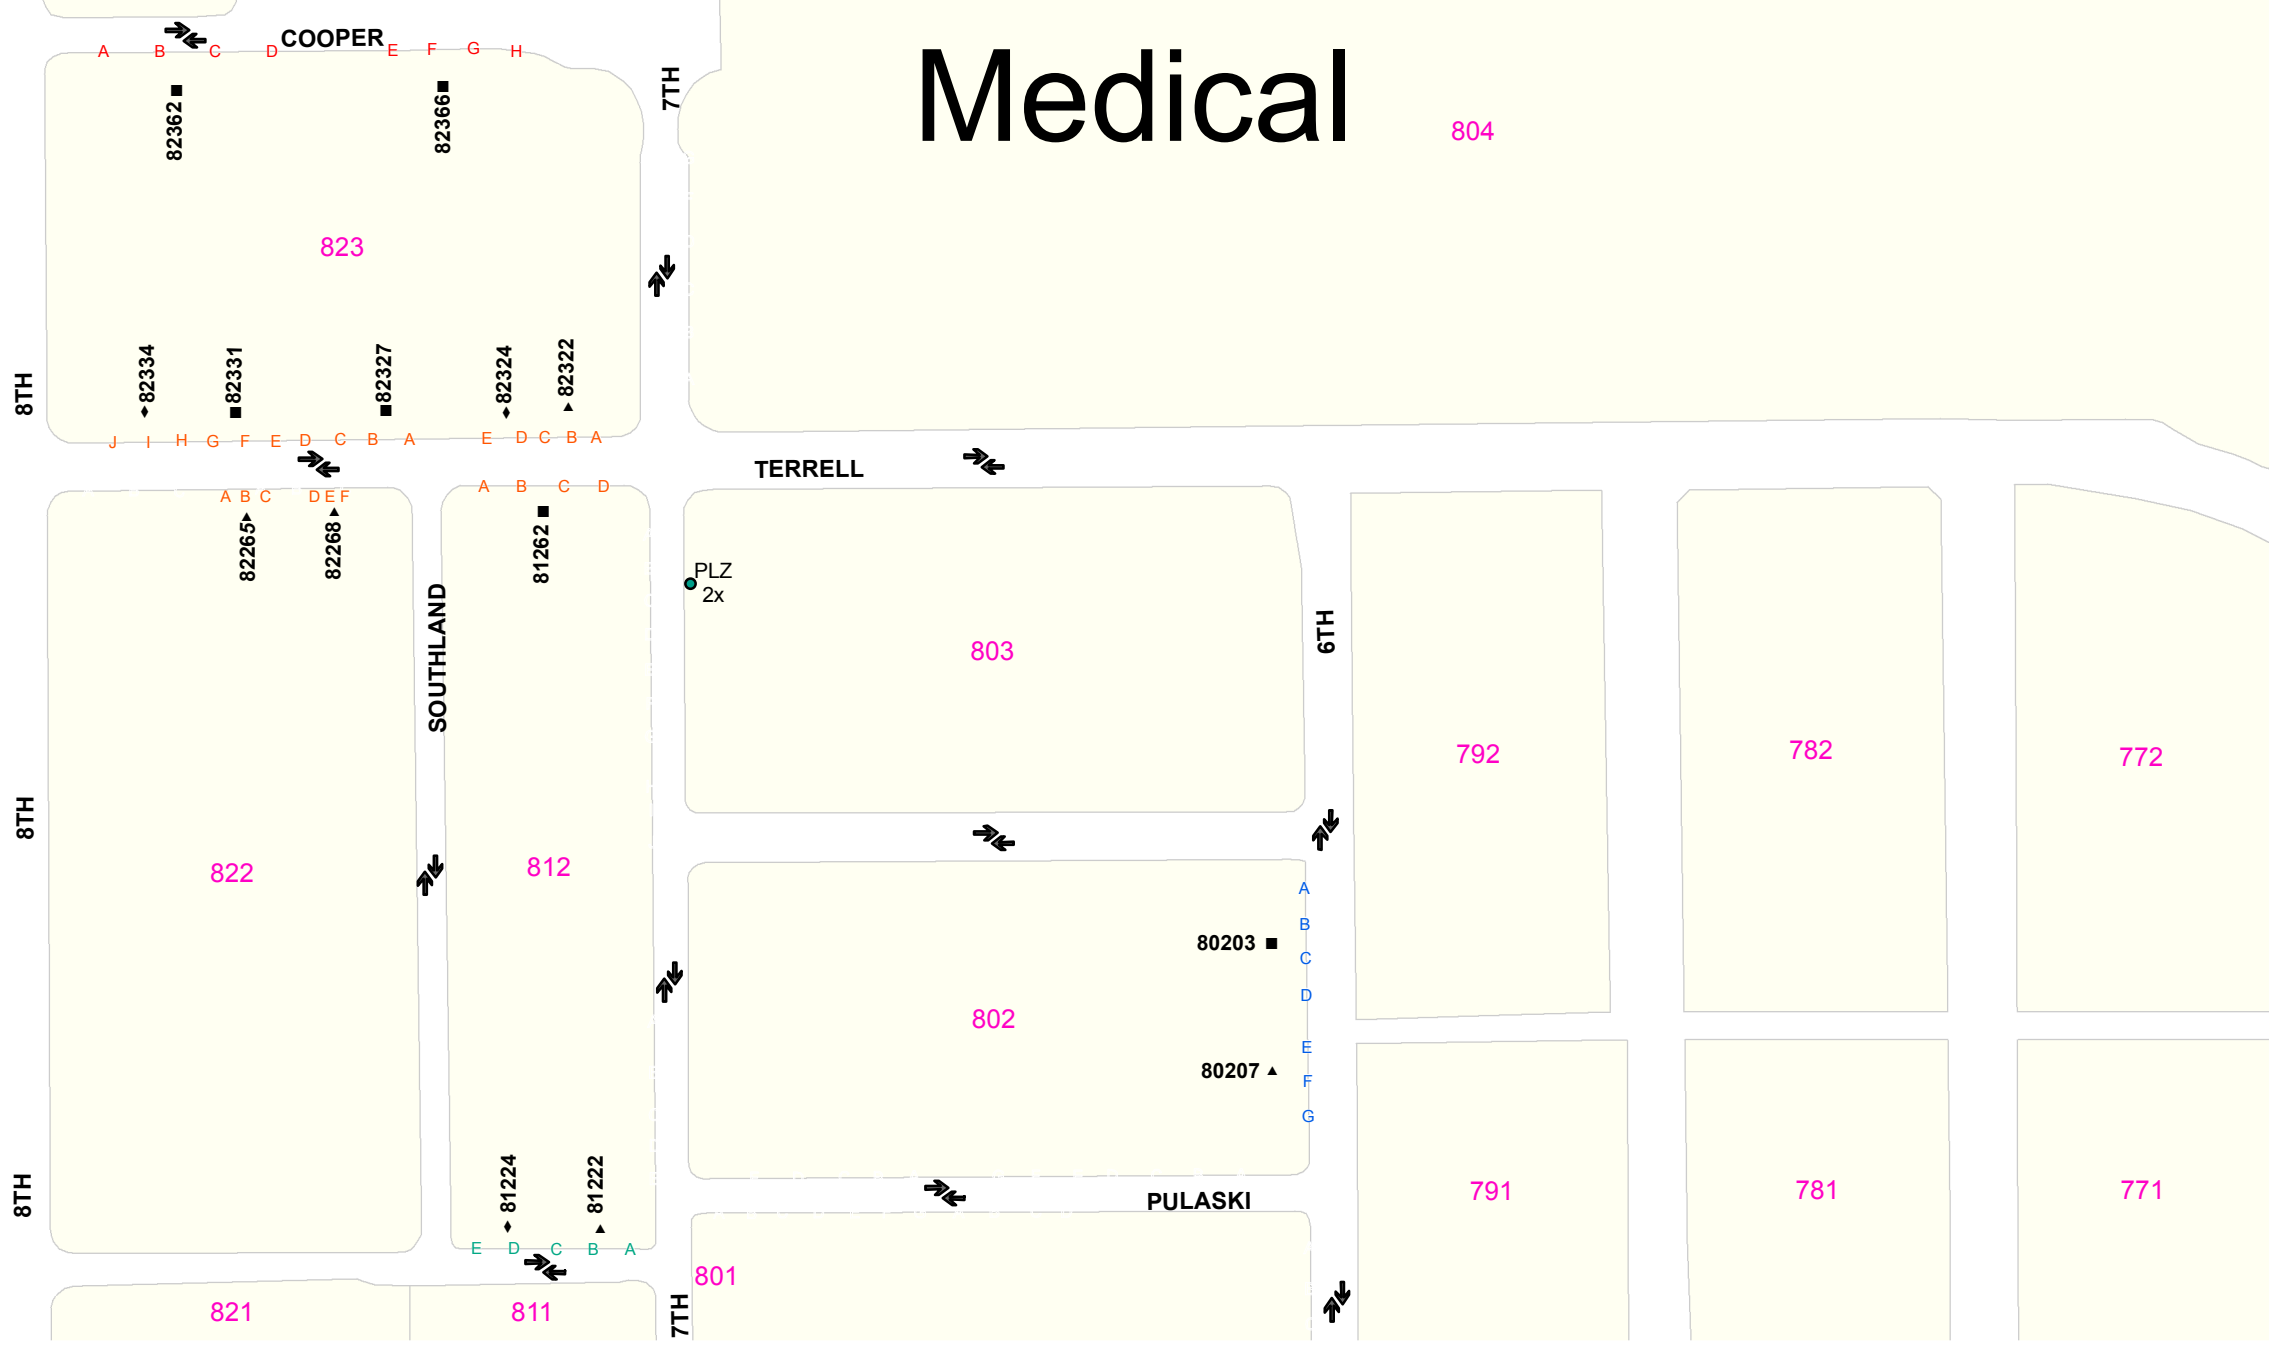 COOPER
A B C D E F G H
7TH
Medical
804
82362
82366
823
8TH
82334
82331
82327
82324
82322
J I H G F E D C B A E D C B A
TERRELL
A B C D E F
A B C D
82265
82268
81262
PLZ
2x
SOUTHLAND
803
6TH
792
782
772
8TH
822
812
A
B
80203
C
D
802
E
80207
F
G
81224
81222
8TH
791
781
771
PULASKI
E D C B A
801
821
811
7TH